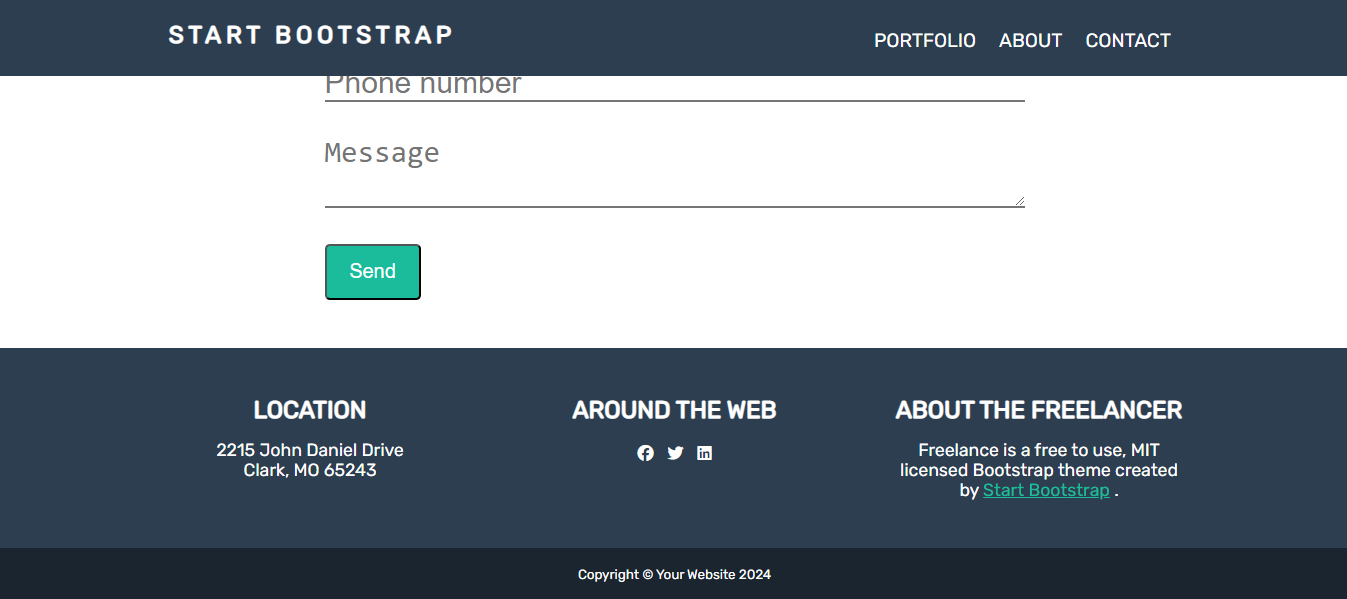 START BOOTSTRAP
PORTFOLIO ABOUT CONTACT
Phone number
Message
Send
LOCATION
2215 John Daniel Drive
Clark, MO 65243
AROUND THE WEB
ABOUT THE FREELANCER
Freelance is a free to use, MIT
licensed Bootstrap theme created
by Start Bootstrap .
Copyright © Your Website 2024